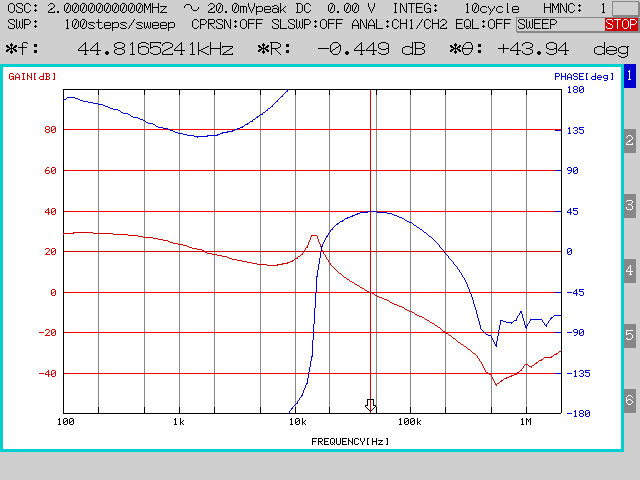 OSC: 2.0000000000MHz ∿ 20.0mVpeak DC 0.00 V INTEG: 10cycle HMNC: 1
SWP: 100steps/sweep CPRSN:OFF SLSWP:OFF ANAL:CH1/CH2 EQL:OFF SWEEP STOP
*f: 44.8165241kHz *R: -0.449 dB *θ: +43.94 deg
GAIN[dB] PHASE[deg]
1
2
3
4
5
6
180
80 135
60 90
40 45
20 0
0 -45
-20 -90
-40 -135
-180
100 1k 10k 100k 1M
FREQUENCY[Hz]